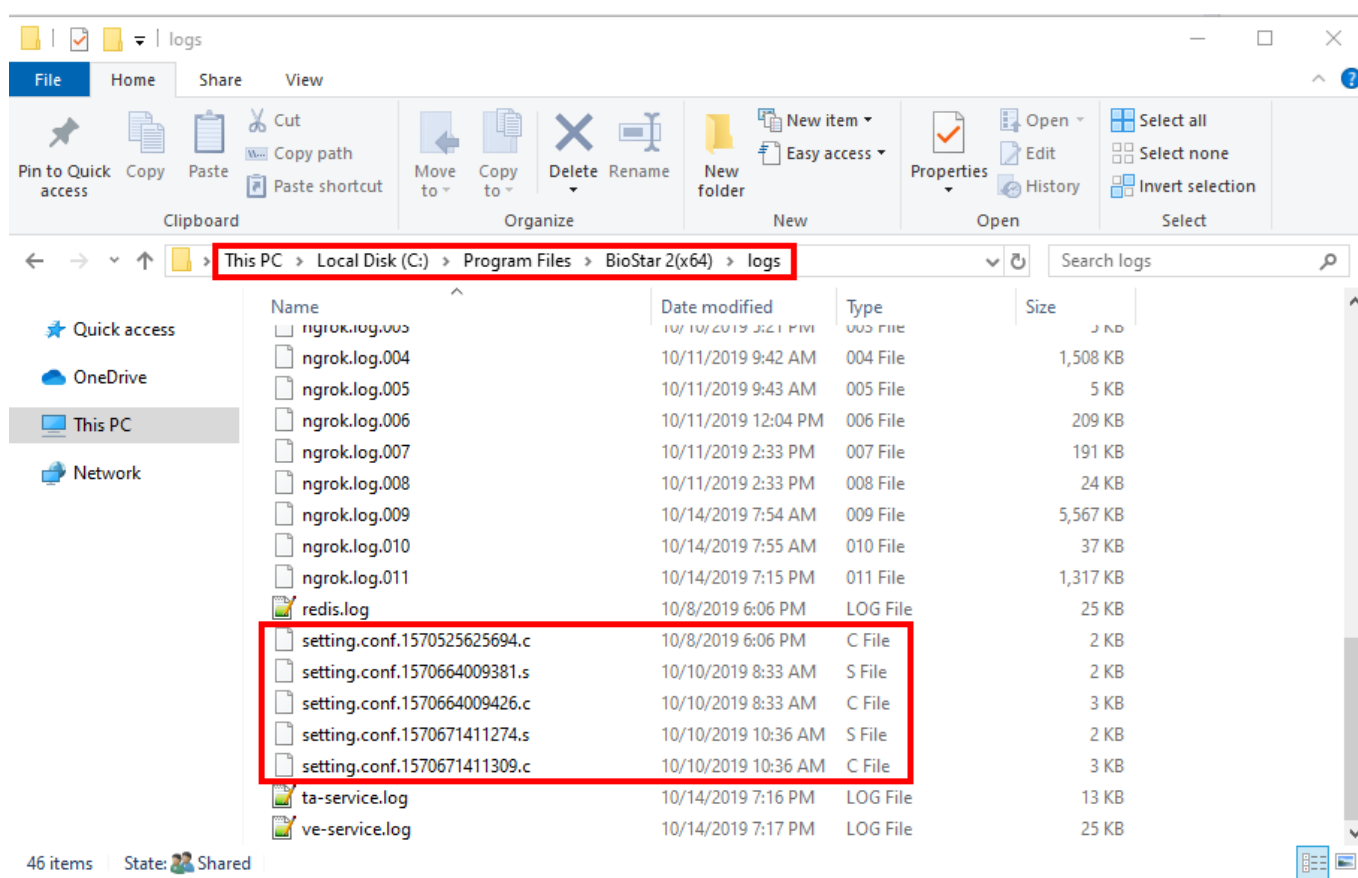 logs
File Home Share View
Pin to Quick access Copy Paste Cut Copy path Paste shortcut Move to Copy to Delete Rename New folder New item Easy access Properties Open Edit History Select all Select none Invert selection
Clipboard Organize New Open Select
This PC > Local Disk (C:) > Program Files > BioStar 2(x64) > logs Search logs
Name Date modified Type Size
Quick access
OneDrive
This PC
Network
ngrok.log.003 10/10/2019 3:21 PM 003 File 5 KB
ngrok.log.004 10/11/2019 9:42 AM 004 File 1,508 KB
ngrok.log.005 10/11/2019 9:43 AM 005 File 5 KB
ngrok.log.006 10/11/2019 12:04 PM 006 File 209 KB
ngrok.log.007 10/11/2019 2:33 PM 007 File 191 KB
ngrok.log.008 10/11/2019 2:33 PM 008 File 24 KB
ngrok.log.009 10/14/2019 7:54 AM 009 File 5,567 KB
ngrok.log.010 10/14/2019 7:55 AM 010 File 37 KB
ngrok.log.011 10/14/2019 7:15 PM 011 File 1,317 KB
redis.log 10/8/2019 6:06 PM LOG File 25 KB
setting.conf.1570525625694.c 10/8/2019 6:06 PM C File 2 KB
setting.conf.1570664009381.s 10/10/2019 8:33 AM S File 2 KB
setting.conf.1570664009426.c 10/10/2019 8:33 AM C File 3 KB
setting.conf.1570671411274.s 10/10/2019 10:36 AM S File 2 KB
setting.conf.1570671411309.c 10/10/2019 10:36 AM C File 3 KB
ta-service.log 10/14/2019 7:16 PM LOG File 13 KB
ve-service.log 10/14/2019 7:17 PM LOG File 25 KB
46 items State: Shared